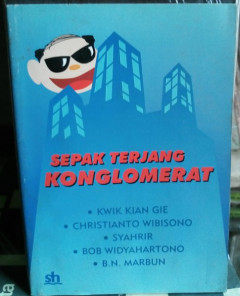 SEPAK TERJANG
KONGLOMERAT
• KWIK KIAN GIE
• CHRISTIANTO WIBISONO
• SYAHRIR
• BOB WIDYAHARTONO
• B.N. MARBUN
sh